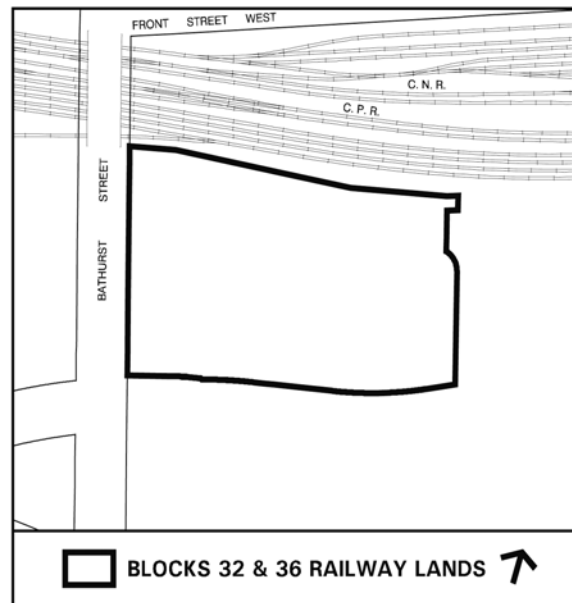 FRONT STREET WEST
C. N. R.
C. P. R.
BATHURST STREET
BLOCKS 32 & 36 RAILWAY LANDS